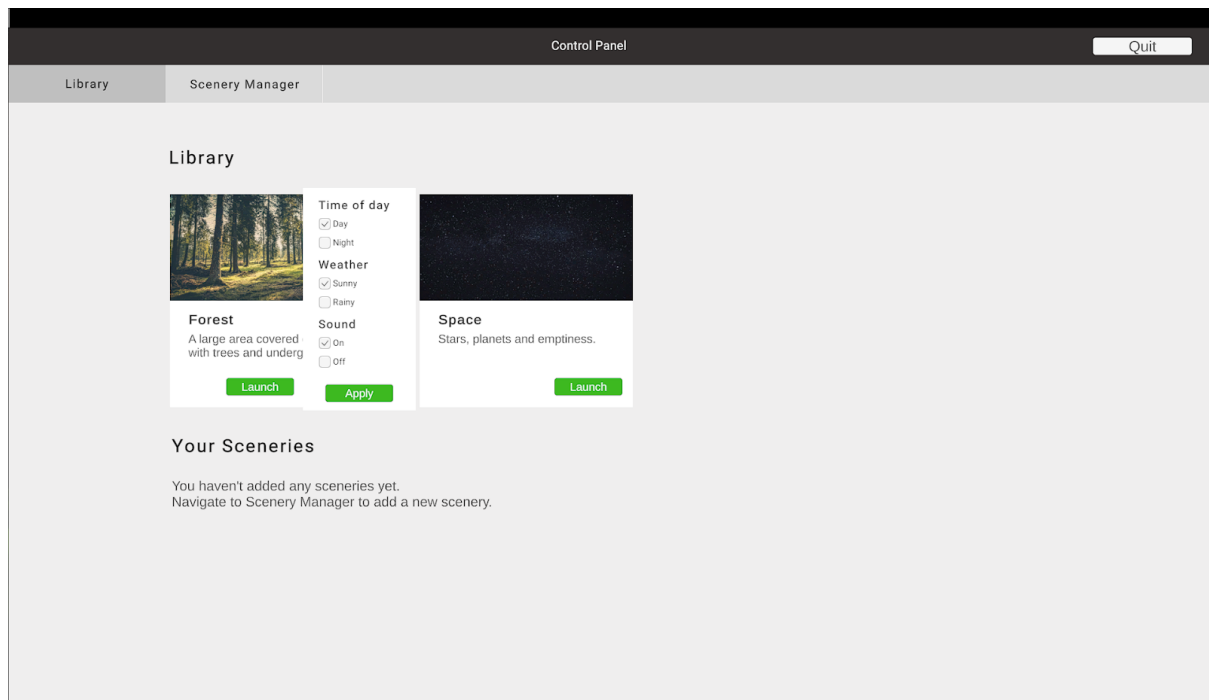 Control Panel
Quit
Library
Scenery Manager
Library
Forest
A large area covered
with trees and underg
Launch
Time of day
Day
Night
Weather
Sunny
Rainy
Sound
On
Off
Apply
Space
Stars, planets and emptiness.
Launch
Your Sceneries
You haven't added any sceneries yet.
Navigate to Scenery Manager to add a new scenery.